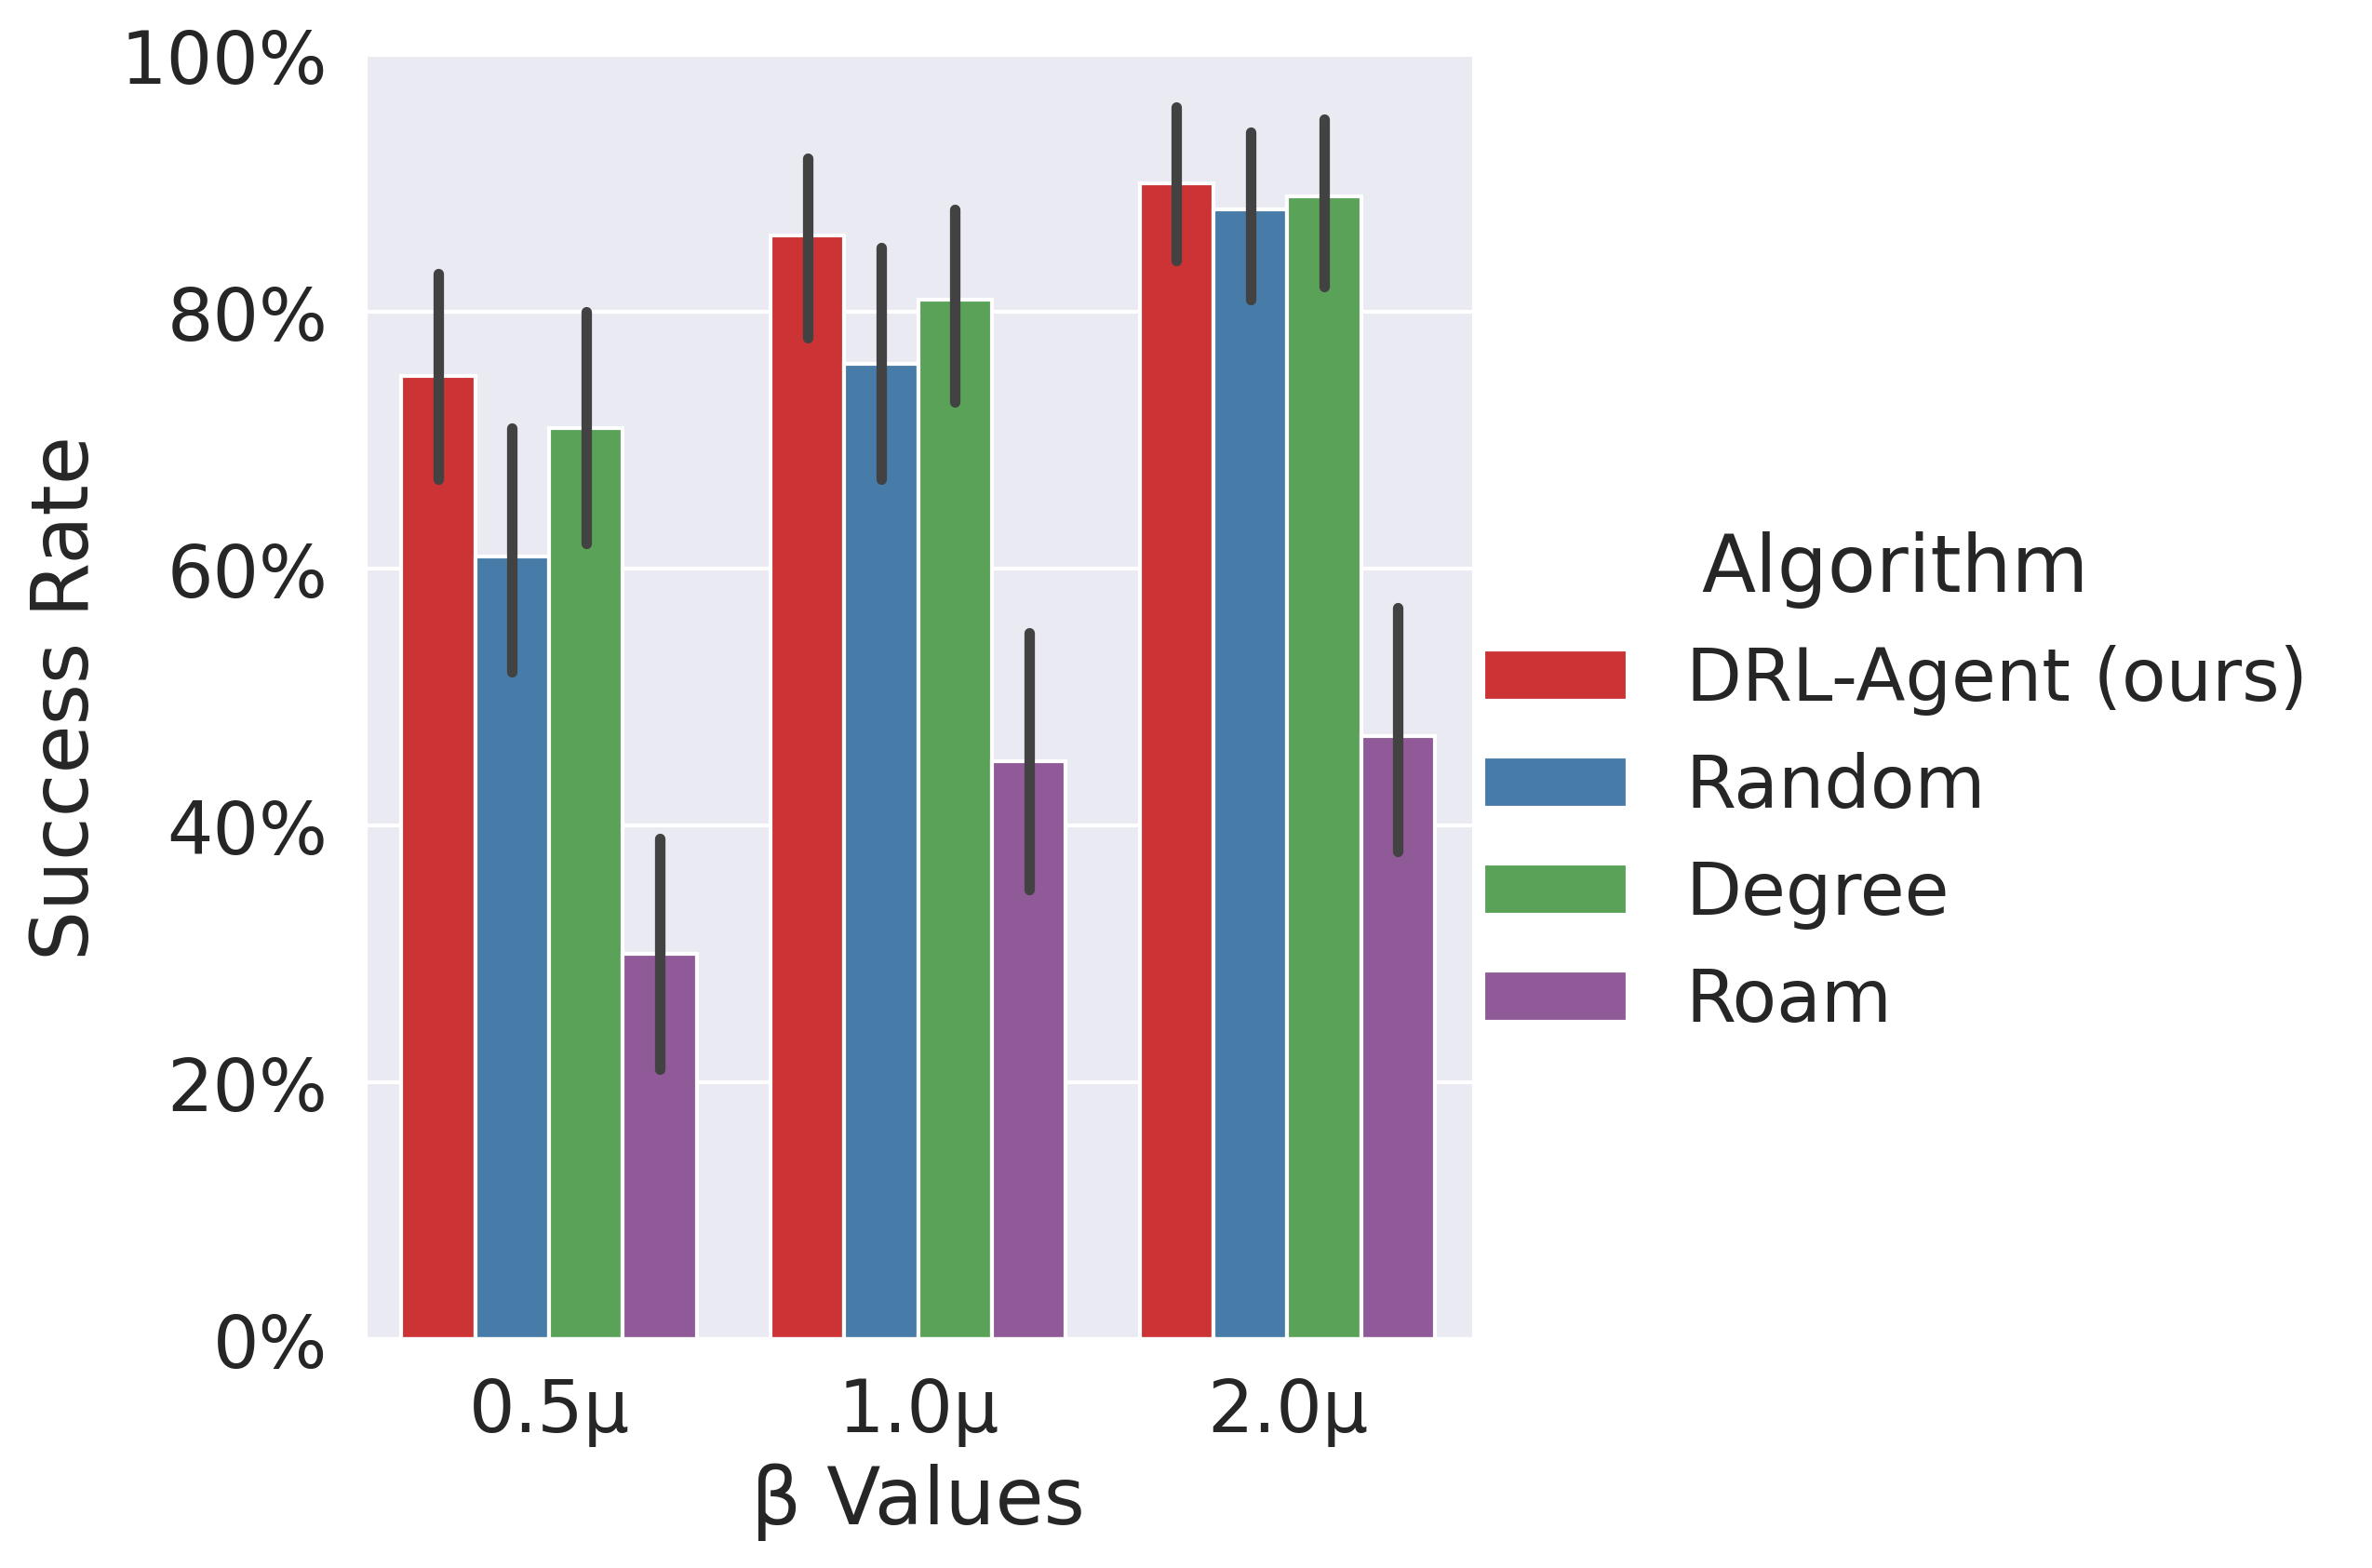 100%
80%
60%
40%
20%
0%
Success Rate
0.5µ
1.0µ
2.0µ
β Values
Algorithm
DRL-Agent (ours)
Random
Degree
Roam